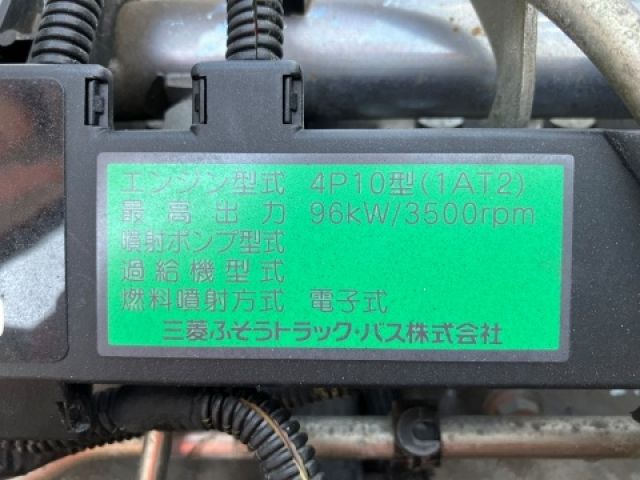 エンジン型式 4P10型(1AT2)
最高出力 96kW/3500rpm
噴射ポンプ型式
過給機型式
燃料噴射方式 電子式
三菱ふそうトラック・バス株式会社